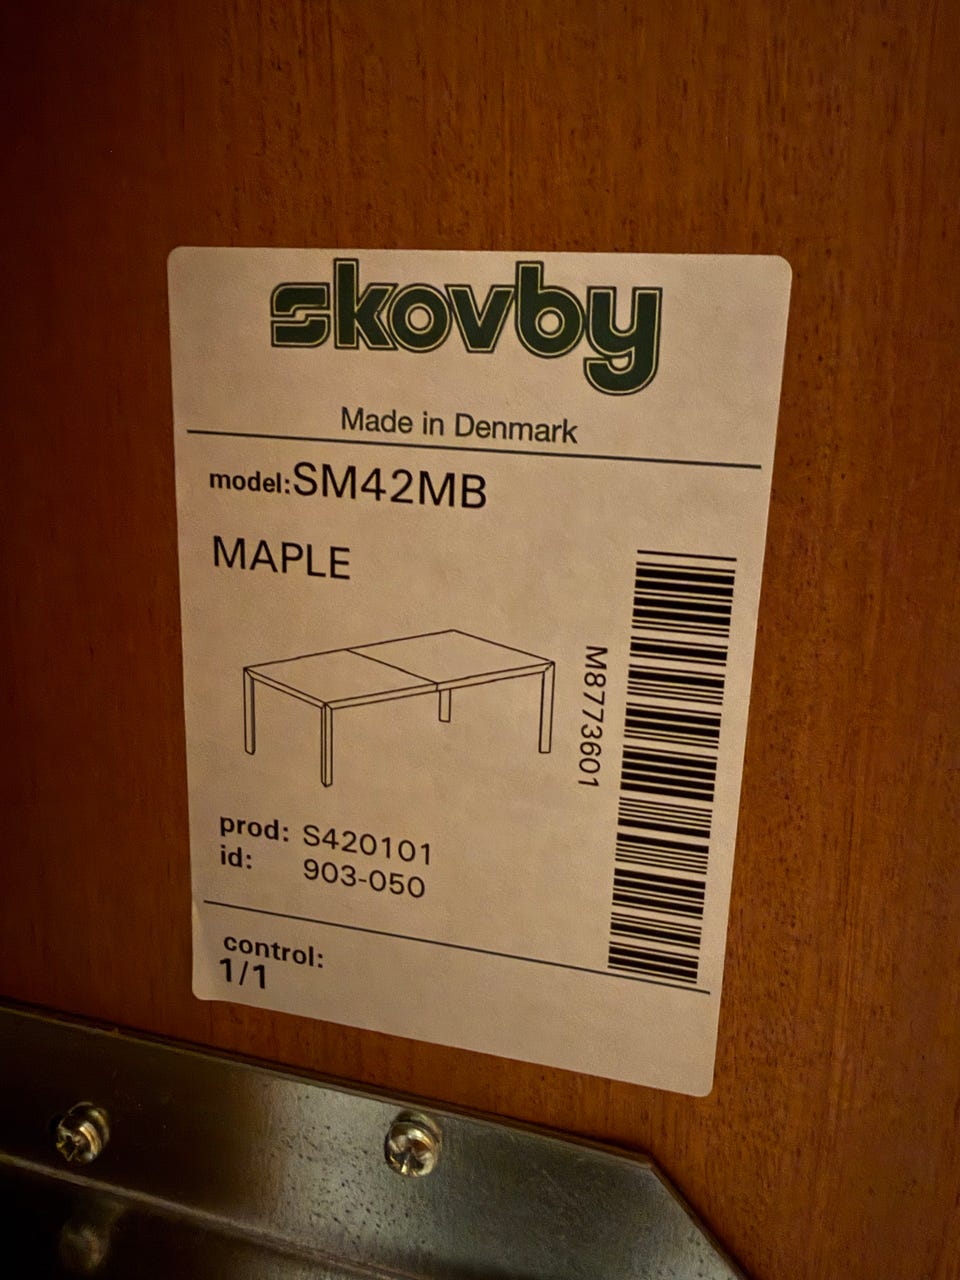 skovby
Made in Denmark
model:SM42MB
MAPLE
M8773601
prod: S420101
id: 903-050
control:
1/1